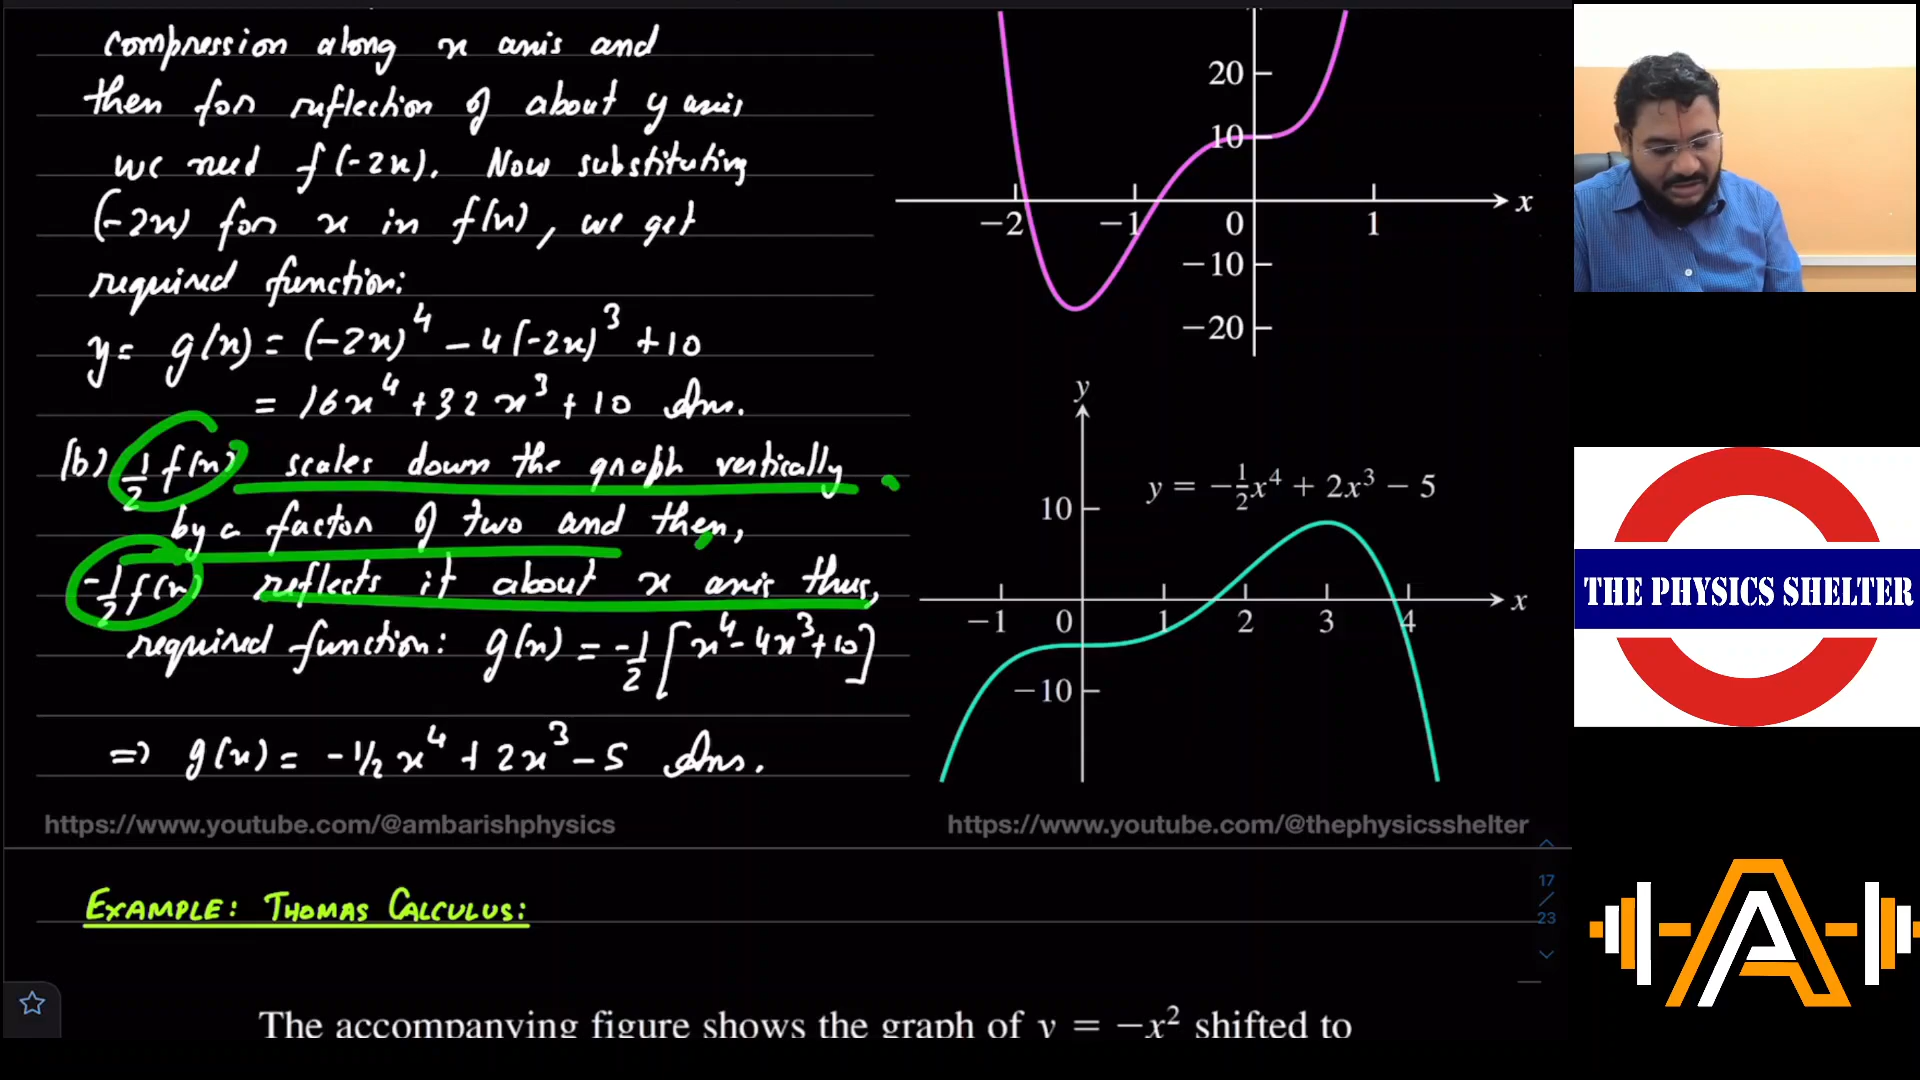 compression along x axis and
then for reflection of about y axis
we need f(-2x). Now substituting
(-2x) for x in f(x), we get
required function:
y = g(x) = (-2x)⁴ - 4(-2x)³ + 10
= 16x⁴ + 32x³ + 10 Ans.
(b) 1/2 f(x) scales down the graph vertically
by a factor of two and then,
-1/2 f(x) reflects it about x axis thus,
required function: g(x) = -1/2 [x⁴ - 4x³ + 10]
=> g(x) = -1/2 x⁴ + 2x³ - 5 Ans.
https://www.youtube.com/@ambarishphysics
20
10
x
−2
−1
0
1
−10
−20
y
y = −½x⁴ + 2x³ − 5
10
x
−1
0
1
2
3
4
−10
https://www.youtube.com/@thephysicsshelter
17
/
23
EXAMPLE: THOMAS CALCULUS:
The accompanying figure shows the graph of y = −x² shifted to
THE PHYSICS SHELTER
A